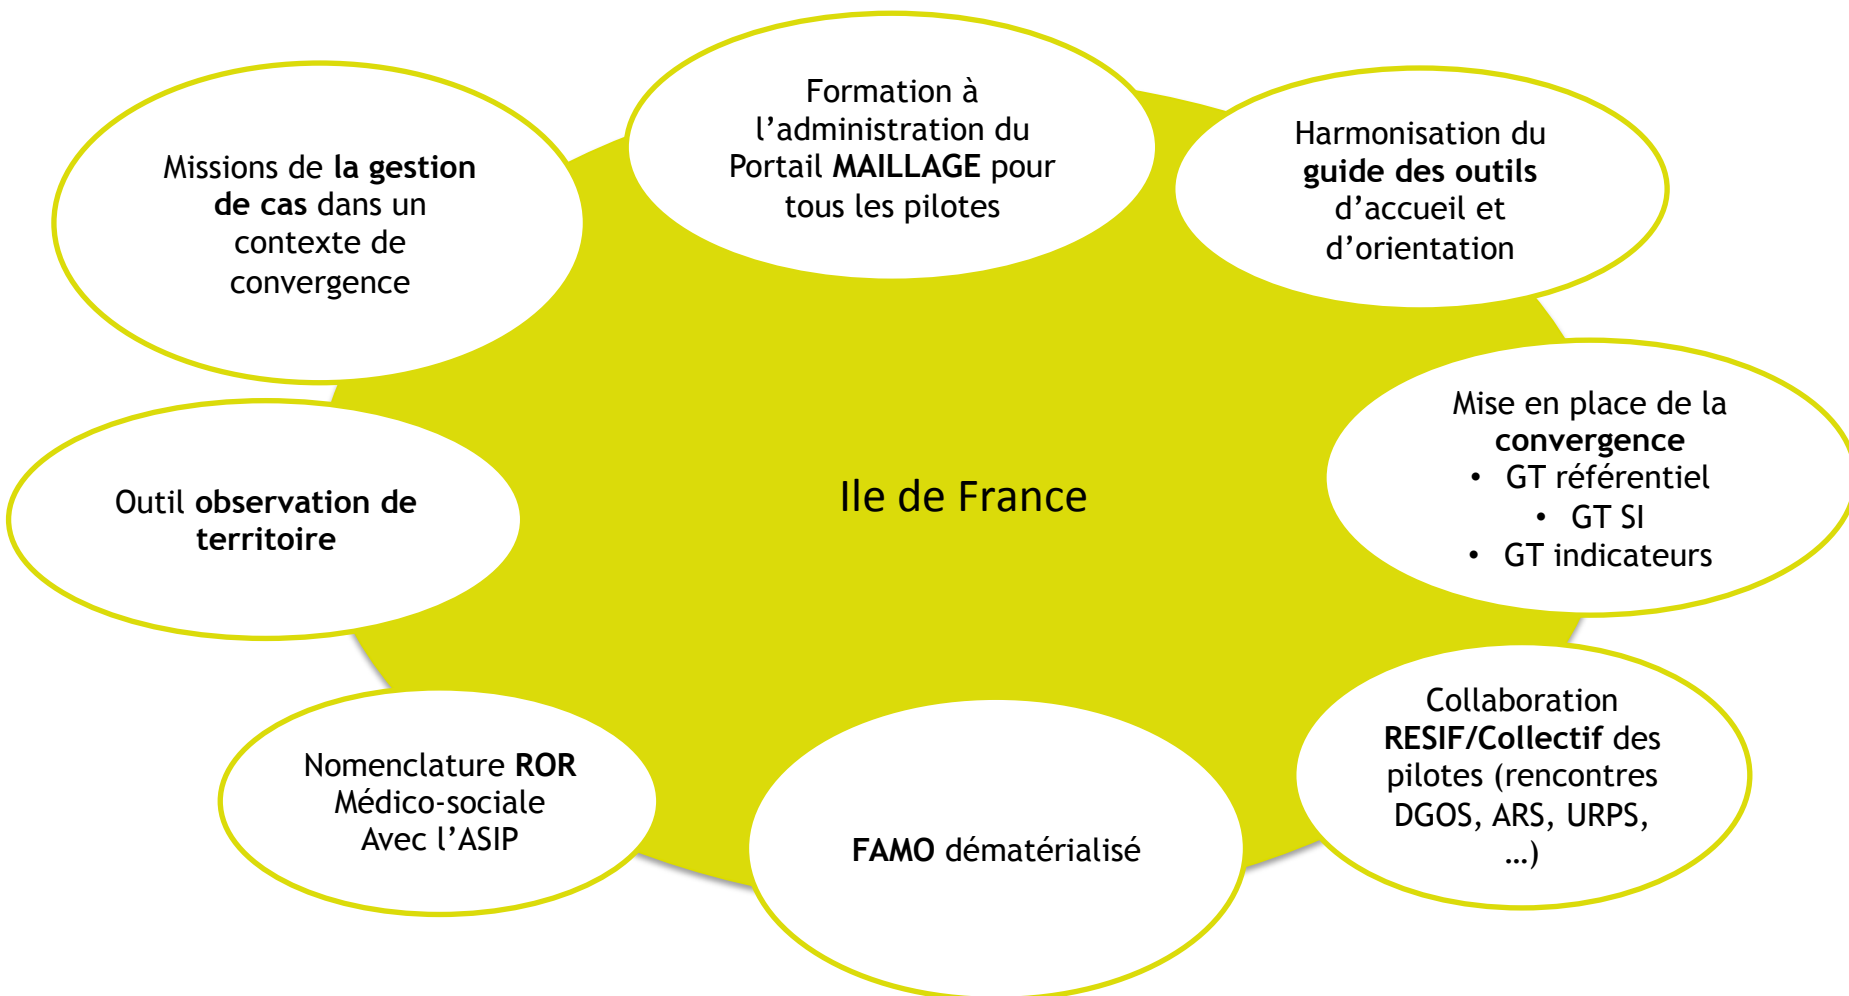 Formation à
l’administration du
Portail MAILLAGE pour
tous les pilotes
Missions de la gestion
de cas dans un
contexte de
convergence
Harmonisation du
guide des outils
d’accueil et
d’orientation
Mise en place de la
convergence
• GT référentiel
• GT SI
• GT indicateurs
Outil observation de
territoire
Ile de France
Collaboration
RESIF/Collectif des
pilotes (rencontres
DGOS, ARS, URPS,
…)
Nomenclature ROR
Médico-sociale
Avec l’ASIP
FAMO dématérialisé